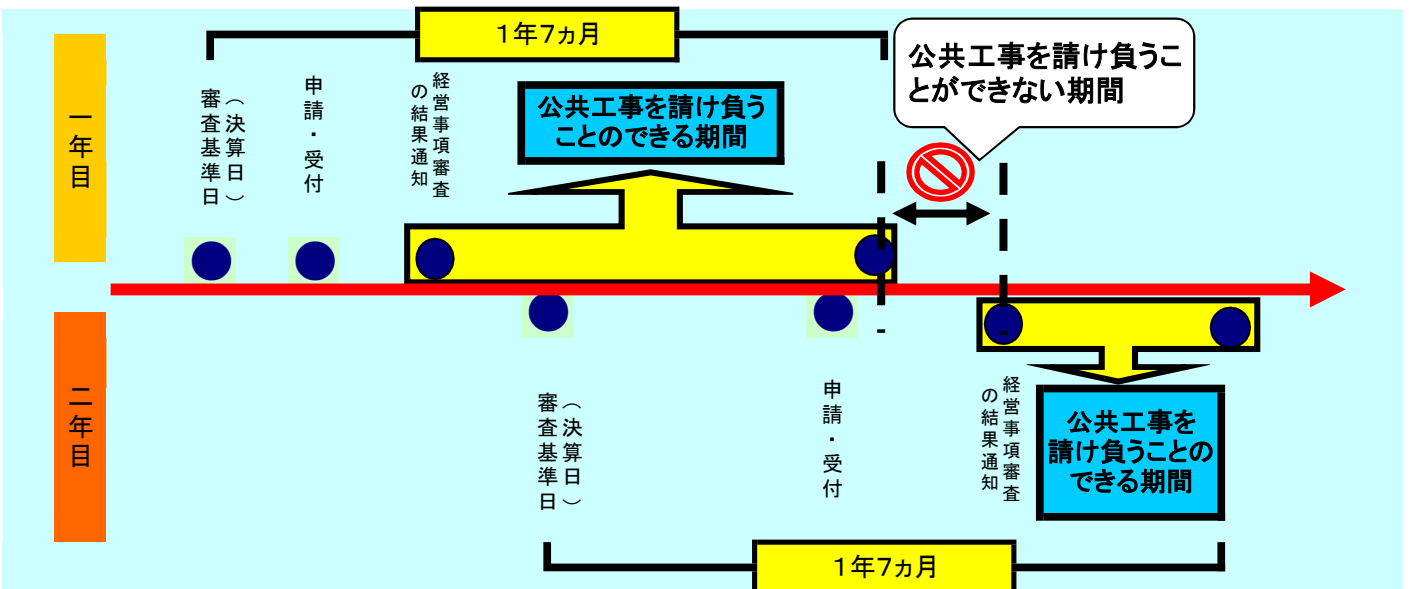 1年7ヵ月
公共工事を請け負うこ
とができない期間
一年目
審査基準日
（決算日）
申請・受付
経営事項審査
の結果通知
公共工事を請け負う
ことのできる期間
二年目
審査基準日
（決算日）
申請・受付
経営事項審査
の結果通知
公共工事を
請け負うことの
できる期間
1年7ヵ月